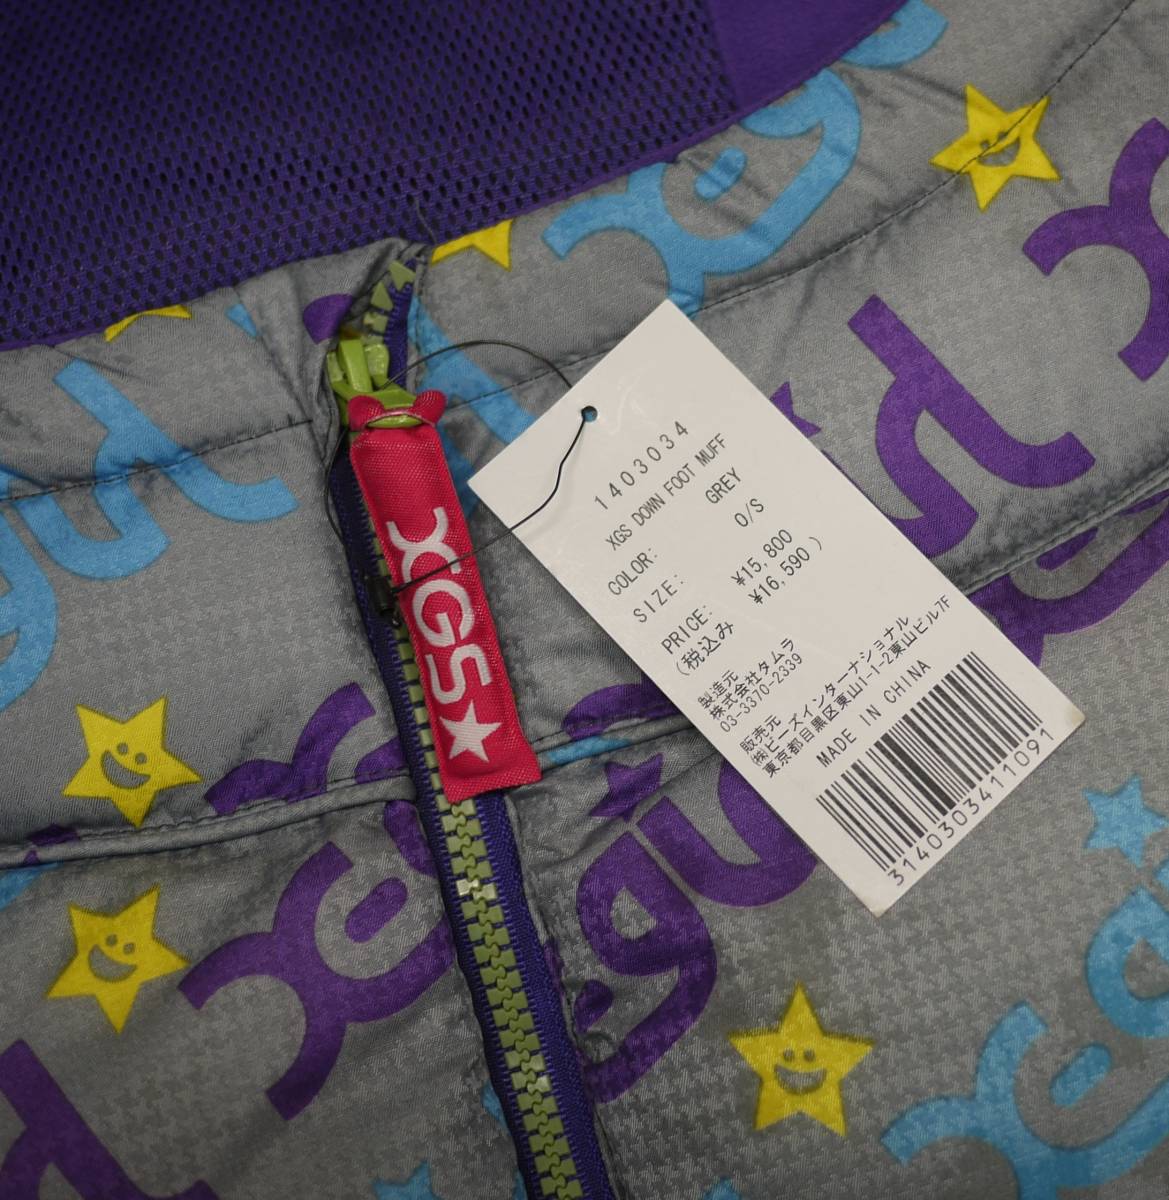 1403034
XGS DOWN FOOT MUFF
COLOR: GREY
SIZE: O/S
PRICE: ¥15,800
(税込み ¥16,590 )
製造元
株式会社タムラ
03-3370-2339
販売元
㈱ビーズインターナショナル
東京都目黒区東山1-1-2東山ビル7F
MADE IN CHINA
3140303411091
XGS★